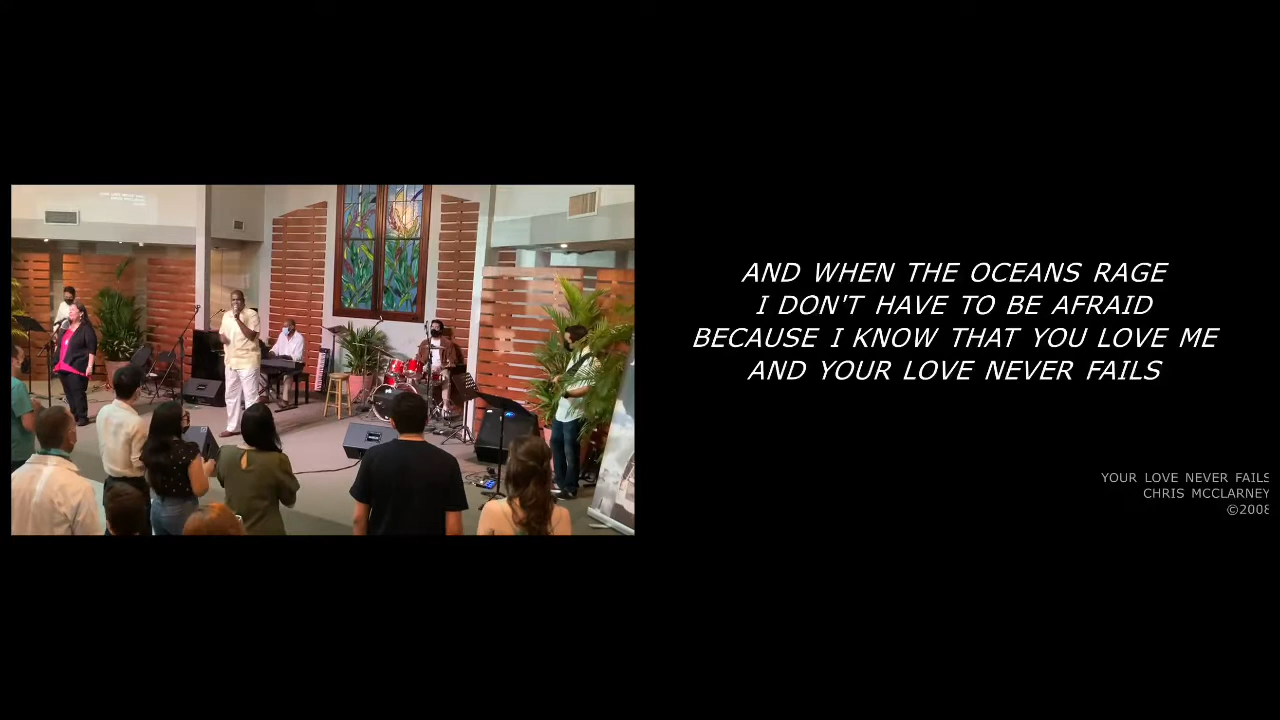 AND WHEN THE OCEANS RAGE
I DON'T HAVE TO BE AFRAID
BECAUSE I KNOW THAT YOU LOVE ME
AND YOUR LOVE NEVER FAILS
YOUR LOVE NEVER FAILS
CHRIS MCCLARNEY
©2008